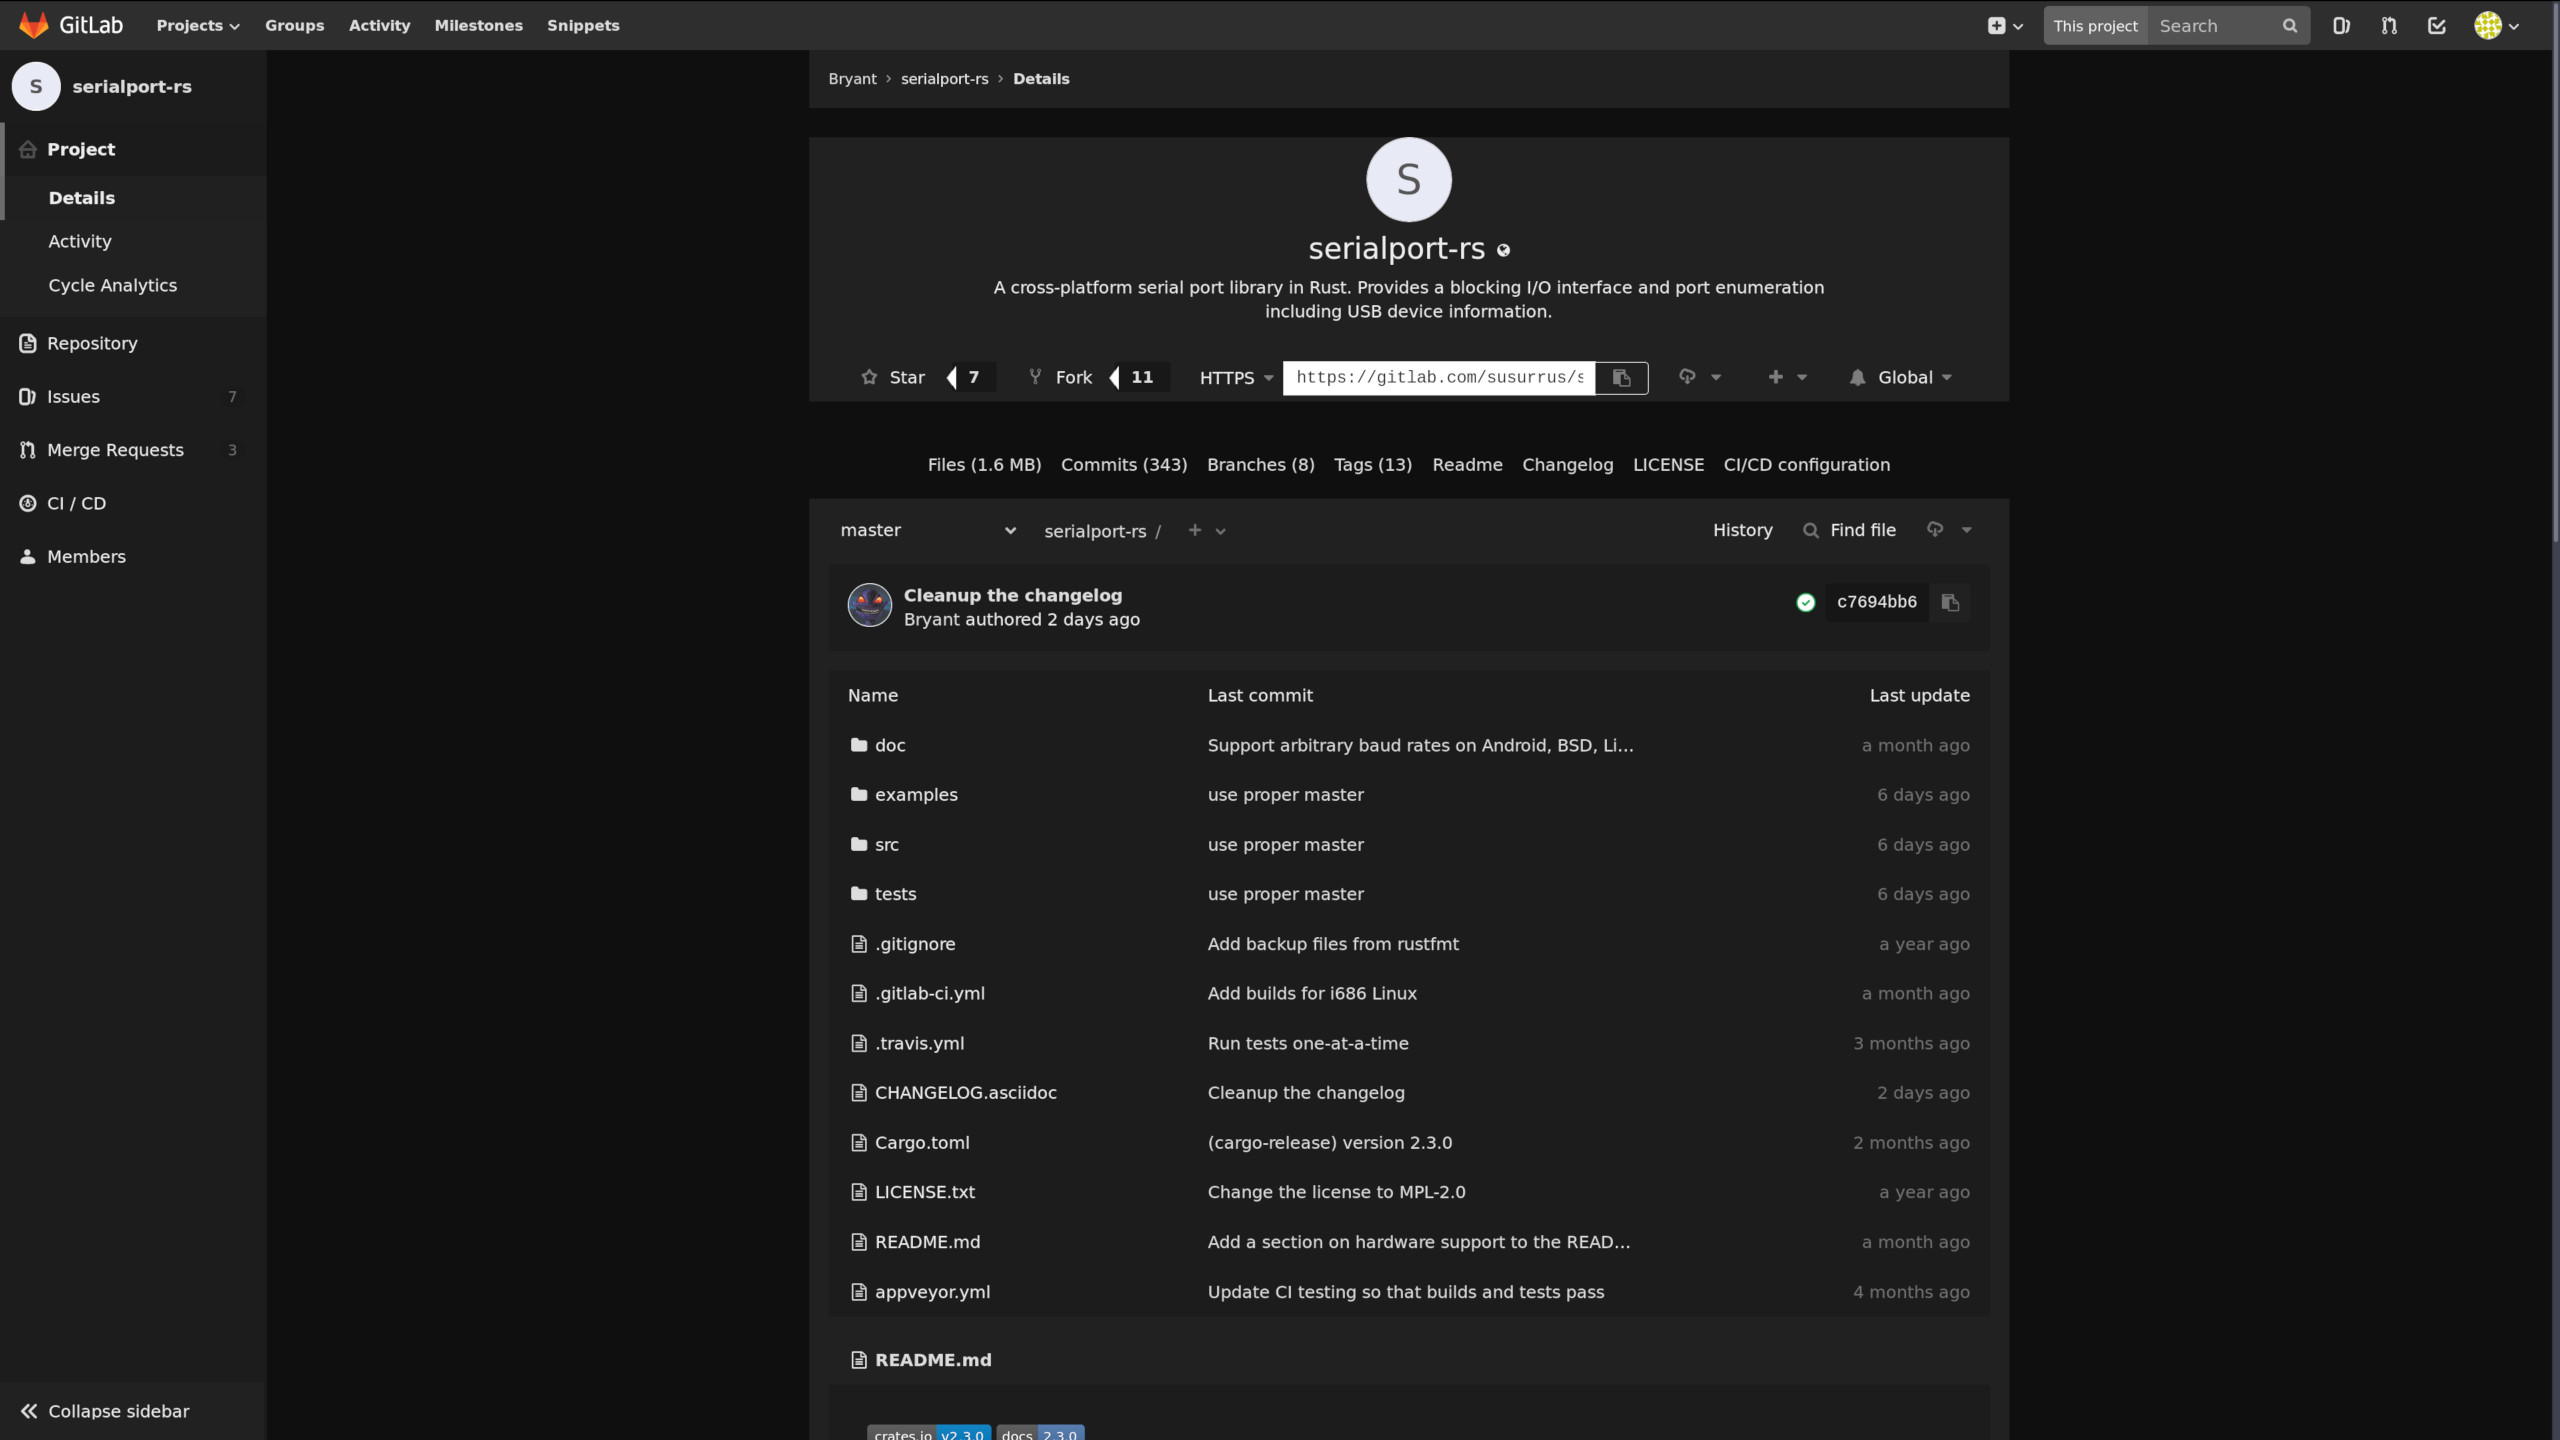 GitLab Projects Groups Activity Milestones Snippets This project Search
S serialport-rs
Project
Details
Activity
Cycle Analytics
Repository
Issues 7
Merge Requests 3
CI / CD
Members
Collapse sidebar
Bryant › serialport-rs › Details
S
serialport-rs
A cross-platform serial port library in Rust. Provides a blocking I/O interface and port enumeration
including USB device information.
Star 7 Fork 11 HTTPS https://gitlab.com/susurrus/s Global
Files (1.6 MB) Commits (343) Branches (8) Tags (13) Readme Changelog LICENSE CI/CD configuration
master serialport-rs / + History Find file
Cleanup the changelog
Bryant authored 2 days ago
c7694bb6
Name Last commit Last update
doc Support arbitrary baud rates on Android, BSD, Li... a month ago
examples use proper master 6 days ago
src use proper master 6 days ago
tests use proper master 6 days ago
.gitignore Add backup files from rustfmt a year ago
.gitlab-ci.yml Add builds for i686 Linux a month ago
.travis.yml Run tests one-at-a-time 3 months ago
CHANGELOG.asciidoc Cleanup the changelog 2 days ago
Cargo.toml (cargo-release) version 2.3.0 2 months ago
LICENSE.txt Change the license to MPL-2.0 a year ago
README.md Add a section on hardware support to the READ... a month ago
appveyor.yml Update CI testing so that builds and tests pass 4 months ago
README.md
crates.io v2.3.0 docs 2.3.0